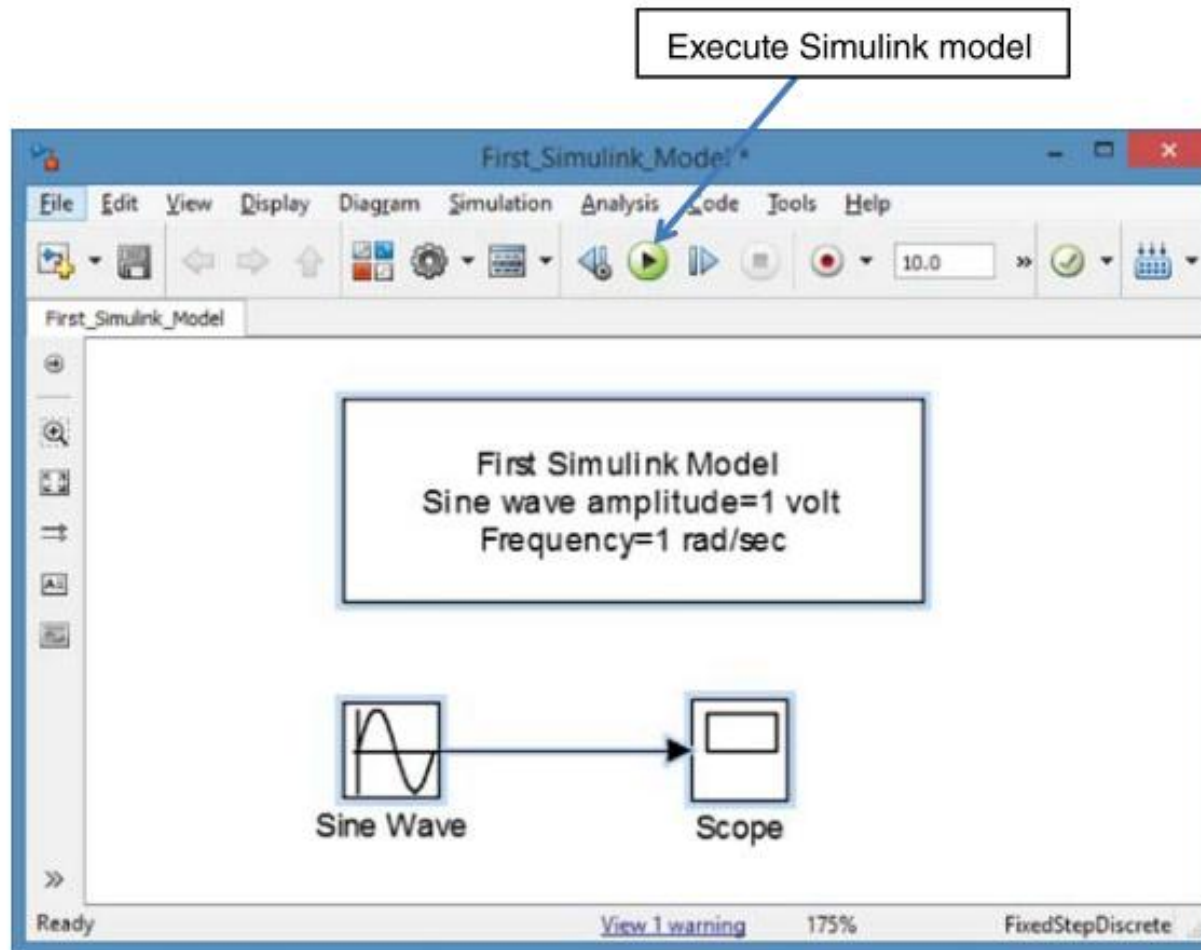 Execute Simulink model
First_Simulink_Model *
File Edit View Display Diagram Simulation Analysis Code Tools Help
10.0 »
First_Simulink_Model
First Simulink Model
Sine wave amplitude=1 volt
Frequency=1 rad/sec
Sine Wave
Scope
»
Ready View 1 warning 175% FixedStepDiscrete